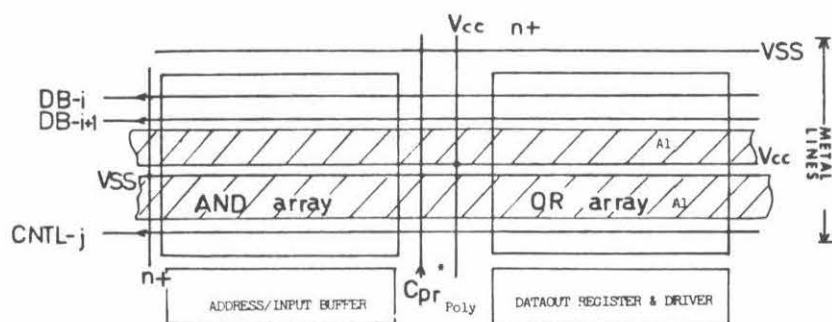 Vcc n+
VSS
DB-i
DB-i+1
Al
Vcc
VSS
AND array
OR array Al
CNTL-j
n+
Cpr*
Poly
ADDRESS/INPUT BUFFER
DATAOUT REGISTER & DRIVER
METAL LINES